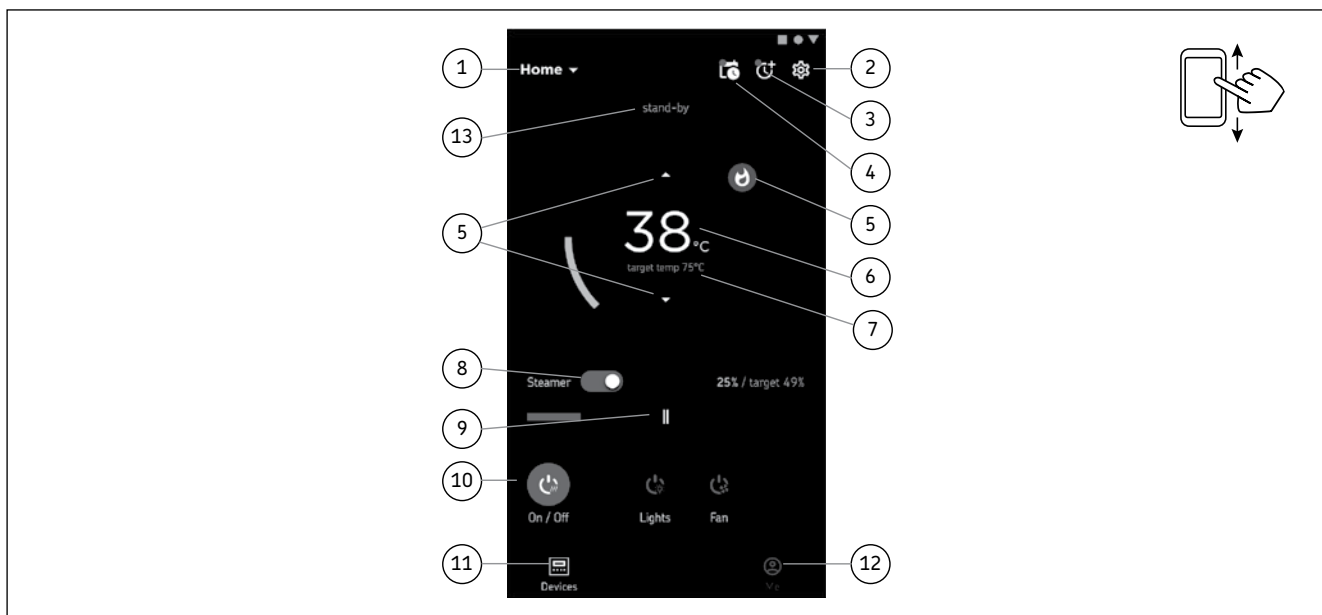 1
Home
2
stand-by
13
3
4
5
5
38 °C
6
target temp 75°C
7
8
Steamer
25% / target 49%
9
10
On / Off
Lights
Fan
11
12
Devices
Me